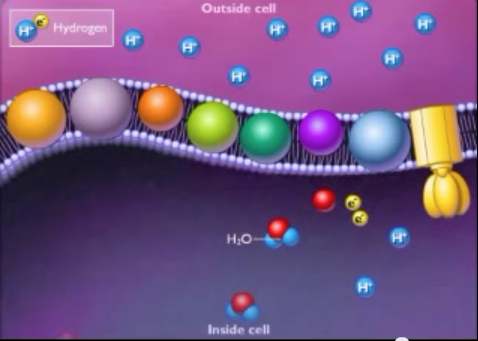 Outside cell
H⁺ e⁻ Hydrogen
H⁺
H⁺
H⁺
H⁺
H⁺
H⁺
H⁺
H⁺
H⁺
e⁻
e⁻
H₂O
H⁺
H⁺
Inside cell